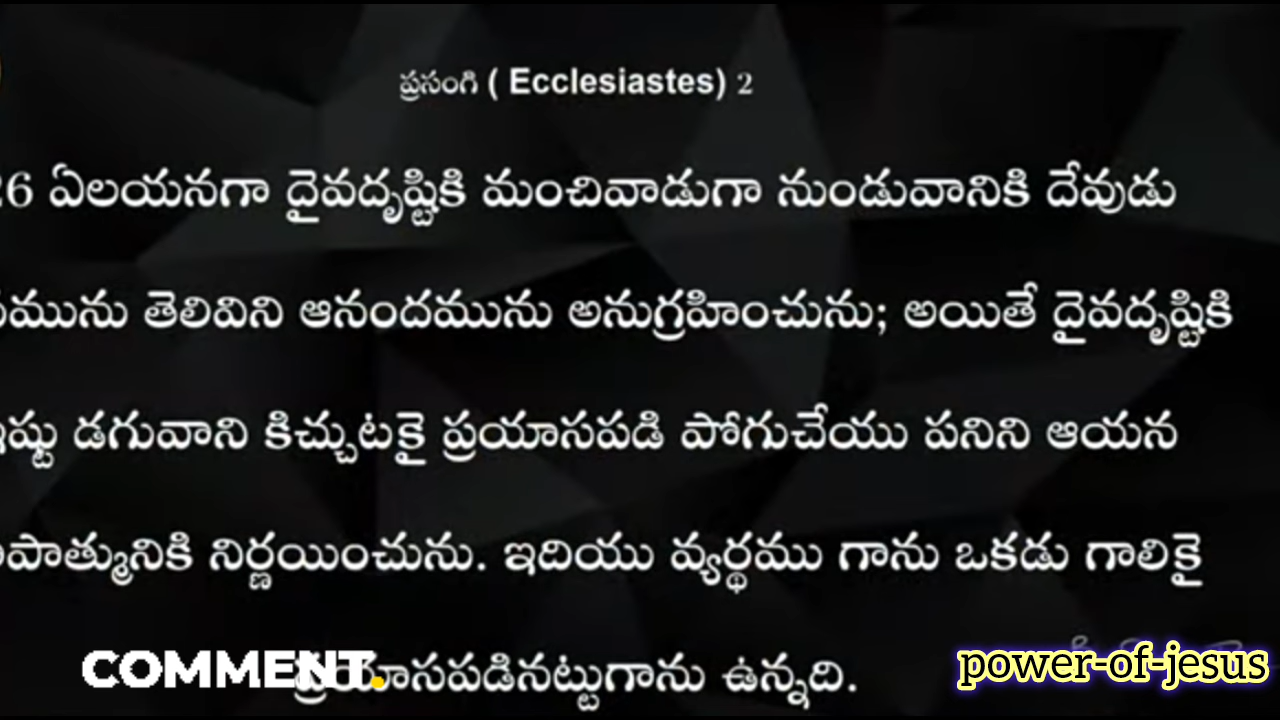 ప్రసంగి ( Ecclesiastes) 2
26 ఏలయనగా దైవదృష్టికి మంచివాడుగా నుండువానికి దేవుడు
తెలివిని ఆనందమును అనుగ్రహించును; అయితే దైవదృష్టికి
డగువాని కిచ్చుటకై ప్రయాసపడి పోగుచేయు పనిని ఆయన
నిర్ణయించును. ఇదియు వ్యర్థము గాను ఒకడు గాలికై
ప్రయాసపడినట్టుగాను ఉన్నది.
COMMENT.
power-of-jesus